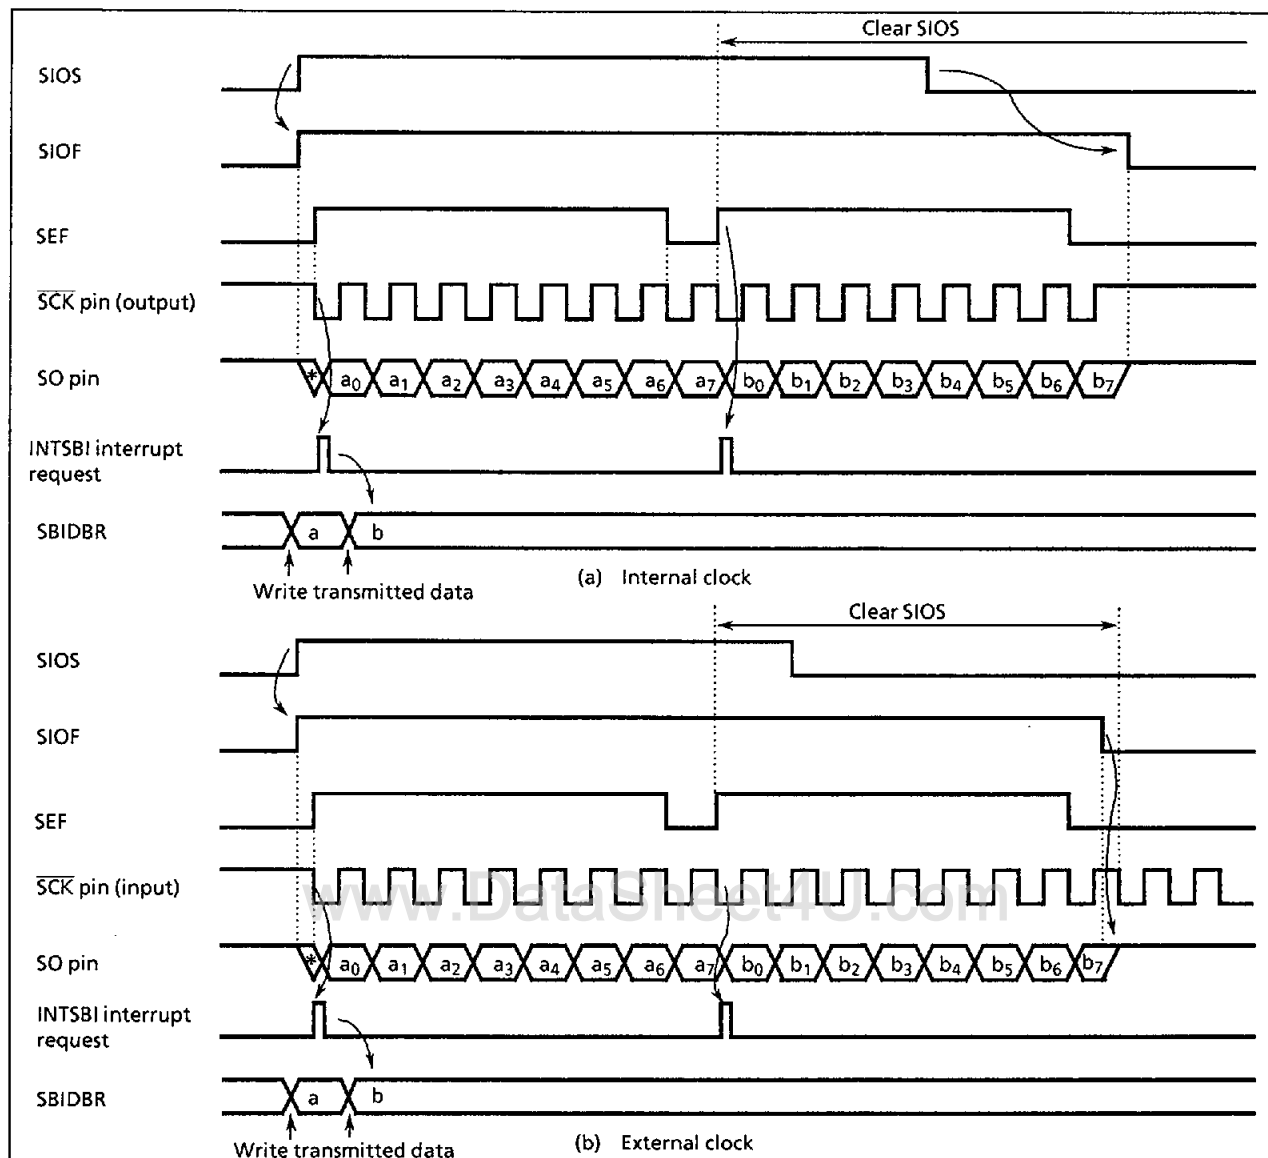 Clear SIOS
SIOS
SIOF
SEF
SCK pin (output)
SO pin
* a0 a1 a2 a3 a4 a5 a6 a7 b0 b1 b2 b3 b4 b5 b6 b7
INTSBI interrupt
request
SBIDBR
a b
Write transmitted data
(a) Internal clock
Clear SIOS
SIOS
SIOF
SEF
SCK pin (input)
www.DataSheet4U.com
SO pin
* a0 a1 a2 a3 a4 a5 a6 a7 b0 b1 b2 b3 b4 b5 b6 b7
INTSBI interrupt
request
SBIDBR
a b
Write transmitted data
(b) External clock